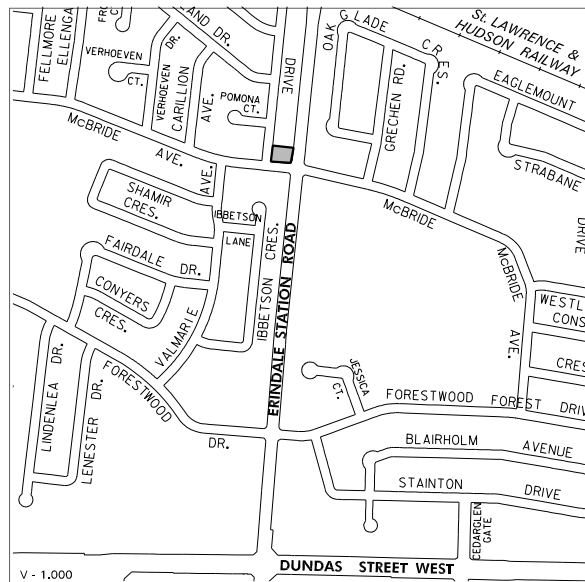 FELLMORE
ELLENGA
VERHOEVEN
CT.
DR.
VERHOEVEN
DR.
CARILLION
AVE.
LAND DR.
POMONA
CT.
DRIVE
OAK
GLADE
CRES.
GRECHEN RD.
St. LAWRENCE &
HUDSON RAILWAY
EAGLEMOUNT
STRABANE
DRIVE
McBRIDE
AVE.
AVE.
SHAMIR
CRES.
IBBETSON
LANE
FAIRDALE DR.
CONYERS
CRES.
VALMARIE
IBBETSON CRES.
ERINDALE STATION ROAD
McBRIDE
McBRIDE
AVE.
WESTL
CONS
CRES
LINDENLEA DR.
LENESTER DR.
FORESTWOOD
DR.
JESSICA
CT.
FORESTWOOD
FOREST DRIV
BLAIRHOLM
AVENUE
STAINTON
DRIVE
CEDARGLEN
GATE
DUNDAS STREET WEST
V - 1.000